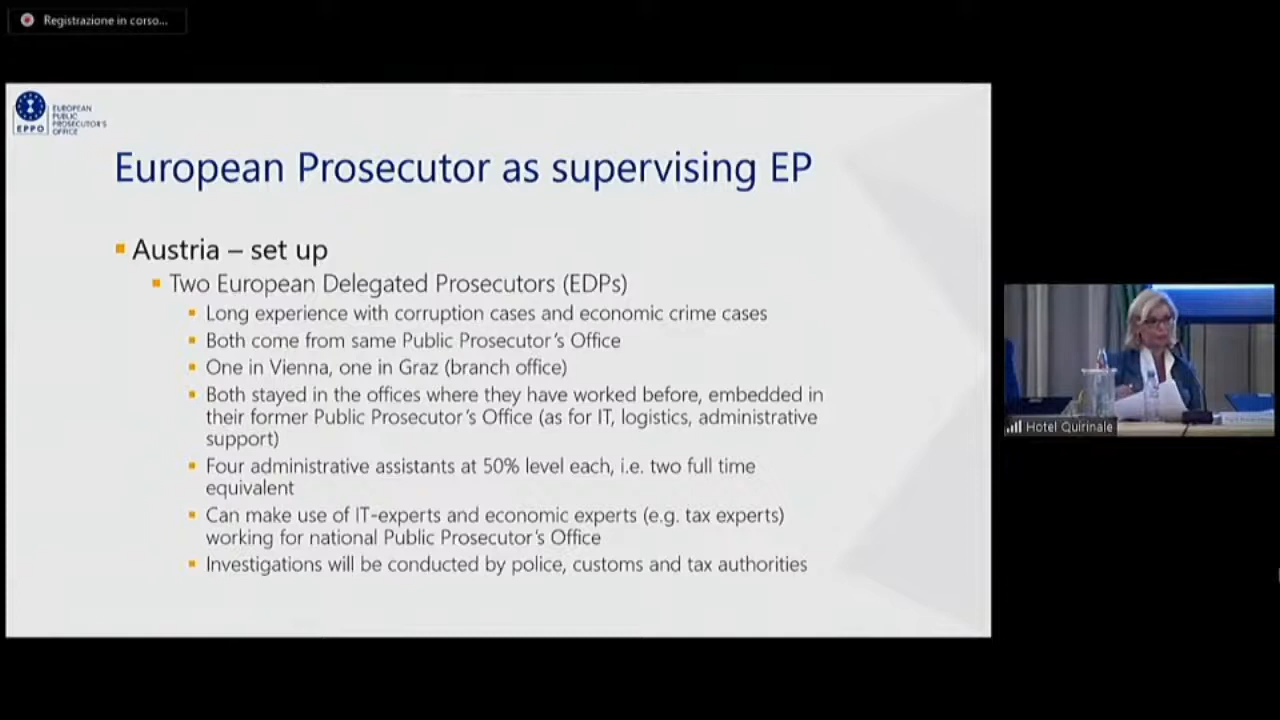 Registrazione in corso...
EUROPEAN
PUBLIC
PROSECUTOR'S
OFFICE
EPPO
European Prosecutor as supervising EP
Austria – set up
Two European Delegated Prosecutors (EDPs)
Long experience with corruption cases and economic crime cases
Both come from same Public Prosecutor's Office
One in Vienna, one in Graz (branch office)
Both stayed in the offices where they have worked before, embedded in
their former Public Prosecutor's Office (as for IT, logistics, administrative
support)
Four administrative assistants at 50% level each, i.e. two full time
equivalent
Can make use of IT-experts and economic experts (e.g. tax experts)
working for national Public Prosecutor's Office
Investigations will be conducted by police, customs and tax authorities
Hotel Quirinale